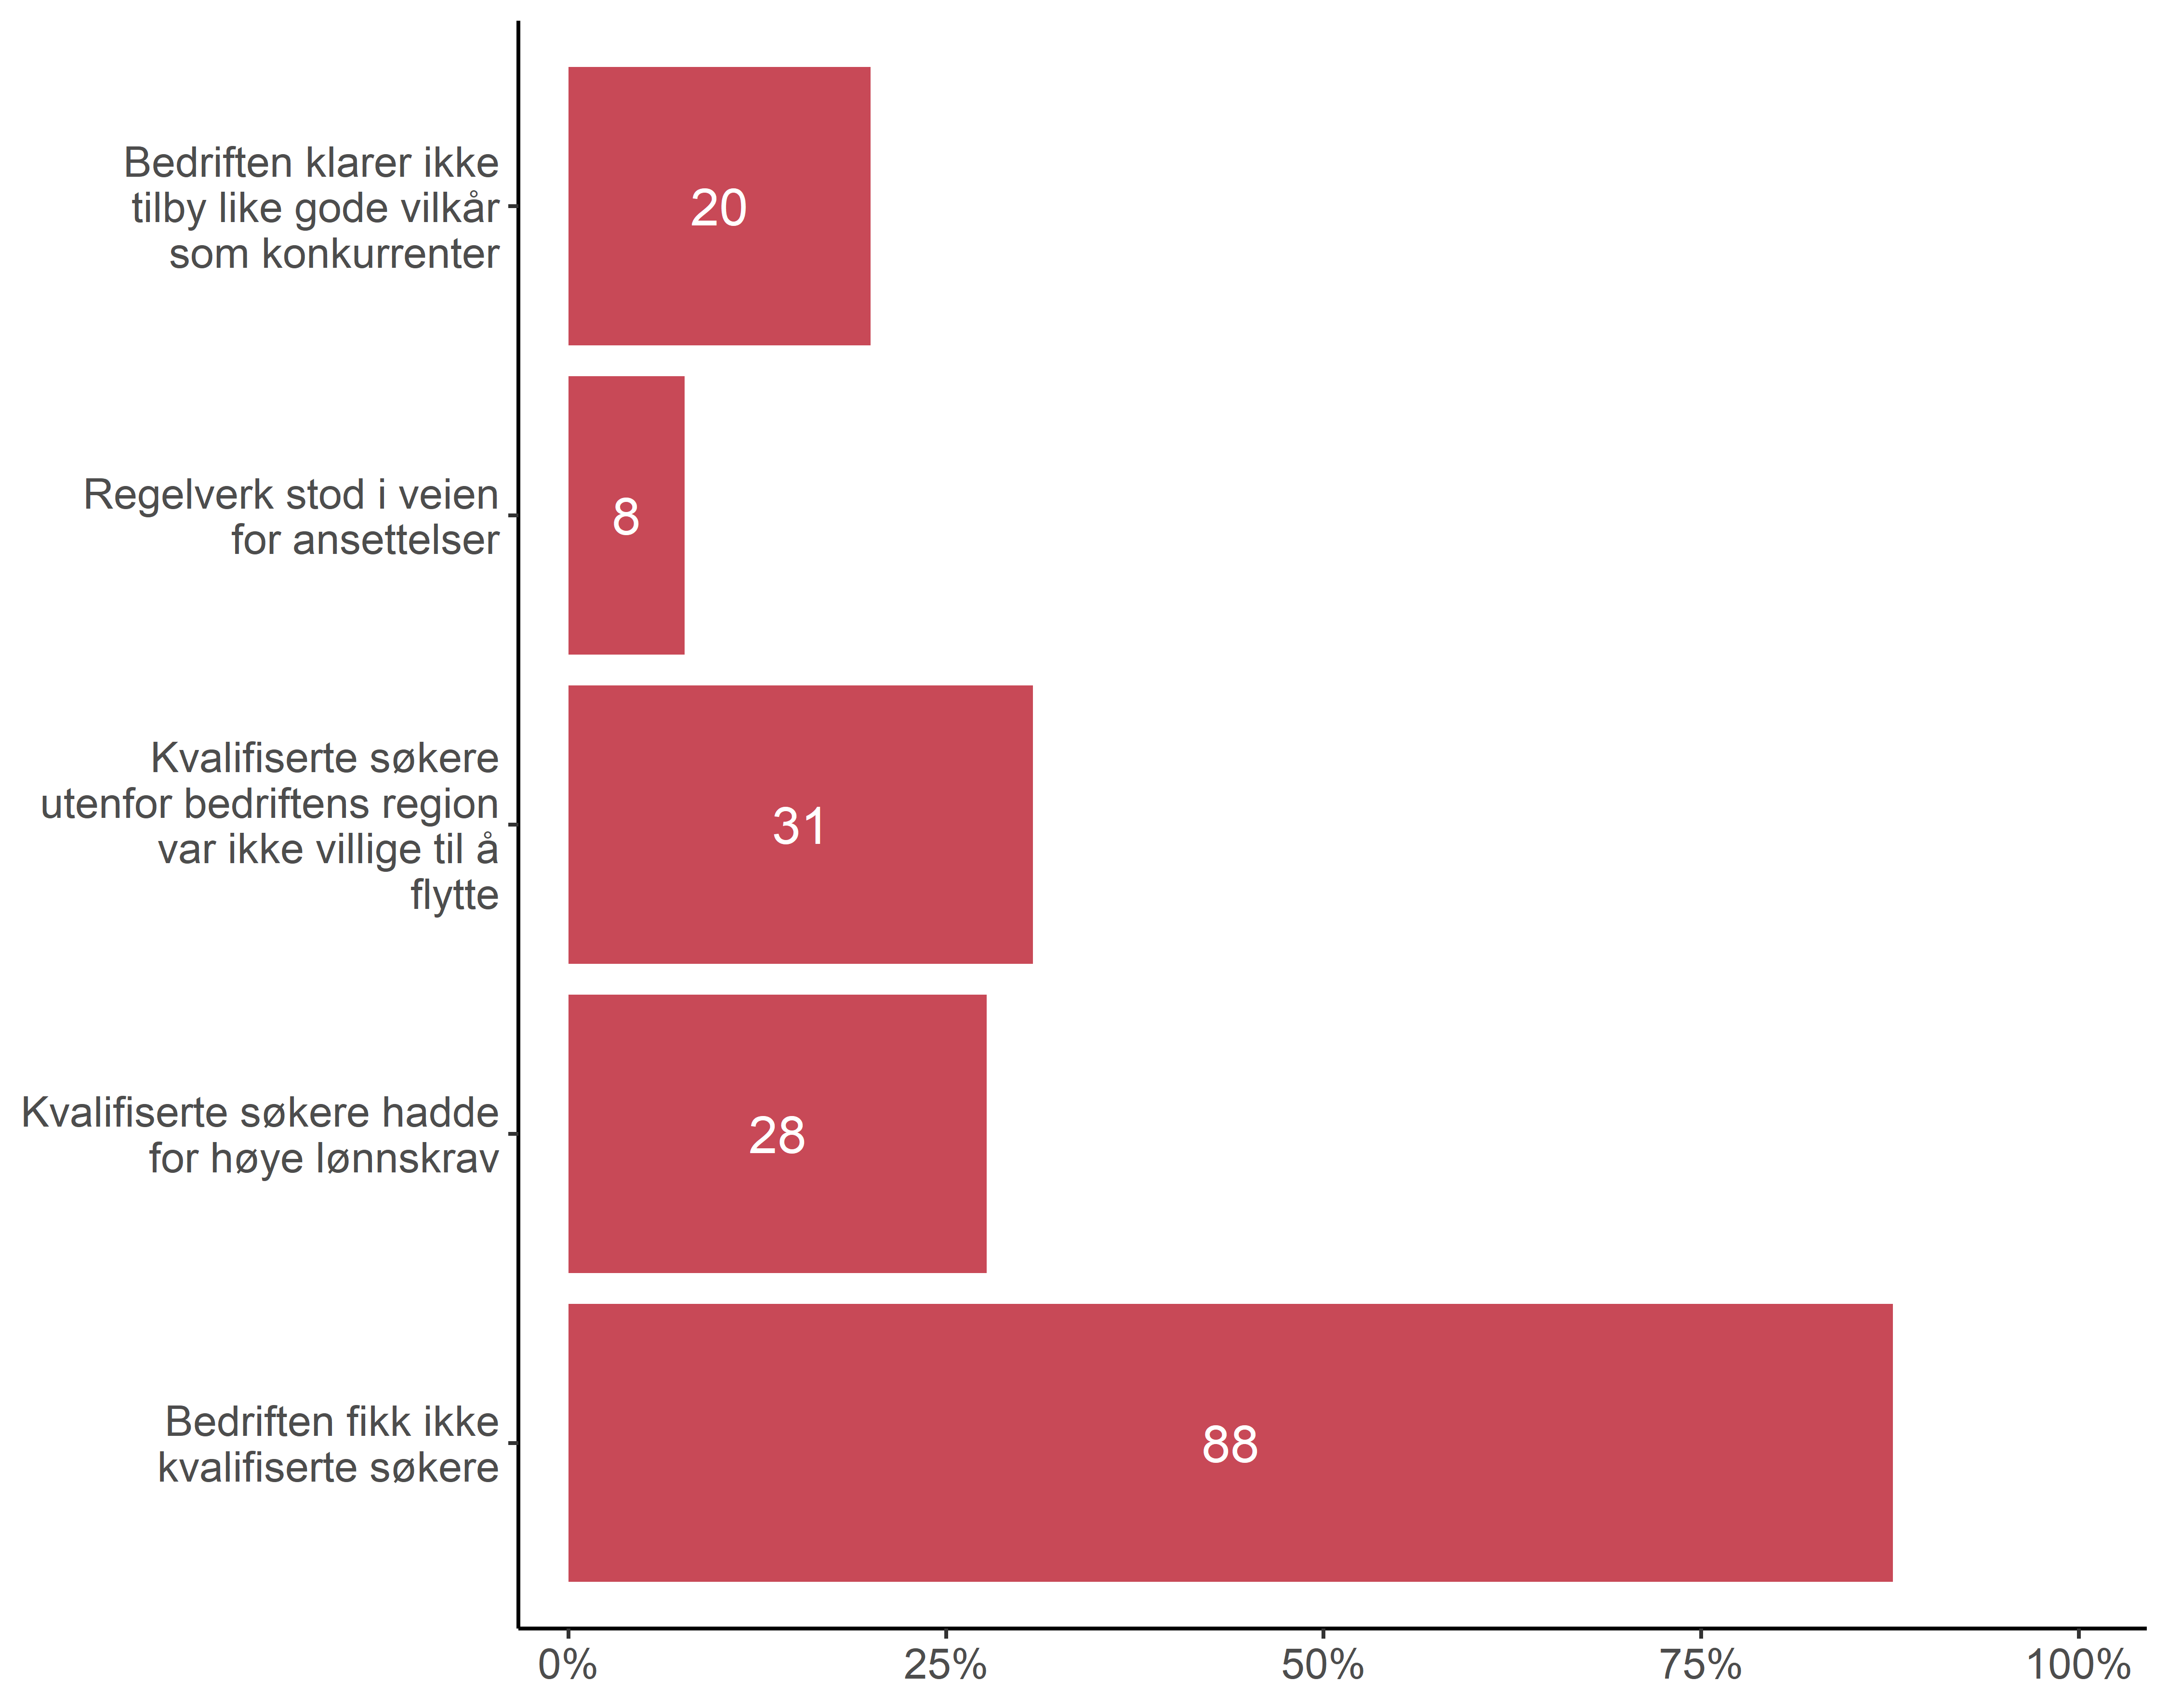 Bedriften klarer ikke
tilby like gode vilkår
som konkurrenter
20
Regelverk stod i veien
for ansettelser
8
Kvalifiserte søkere
utenfor bedriftens region
var ikke villige til å
flytte
31
Kvalifiserte søkere hadde
for høye lønnskrav
28
Bedriften fikk ikke
kvalifiserte søkere
88
0% 25% 50% 75% 100%